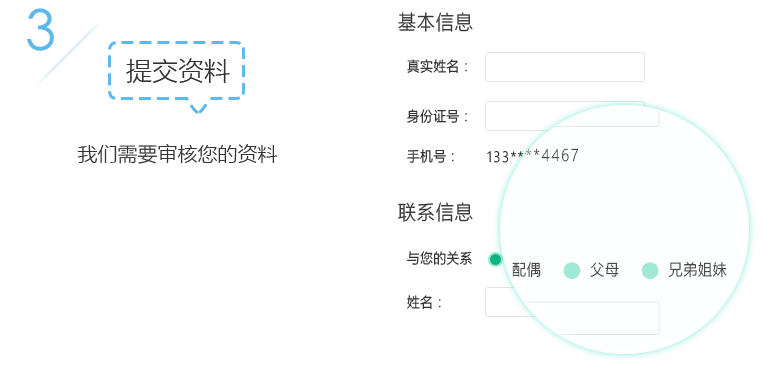 3
提交资料
我们需要审核您的资料
基本信息
真实姓名：
身份证号：
手机号： 133****4467
联系信息
与您的关系 配偶 父母 兄弟姐妹
姓名：